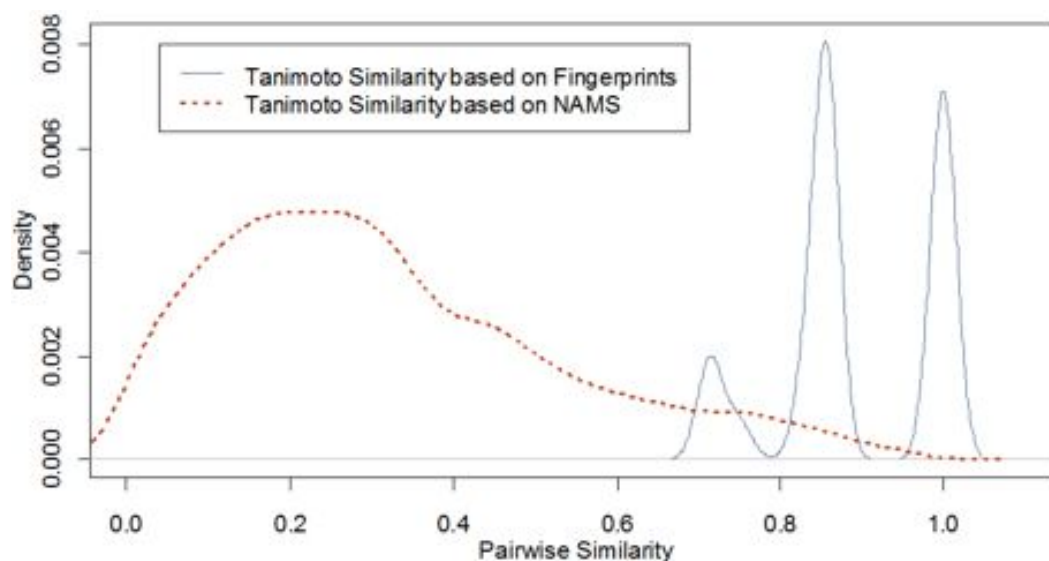 Tanimoto Similarity based on Fingerprints
Tanimoto Similarity based on NAMS
0.008
0.006
0.004
0.002
0.000
Density
0.0 0.2 0.4 0.6 0.8 1.0
Pairwise Similarity